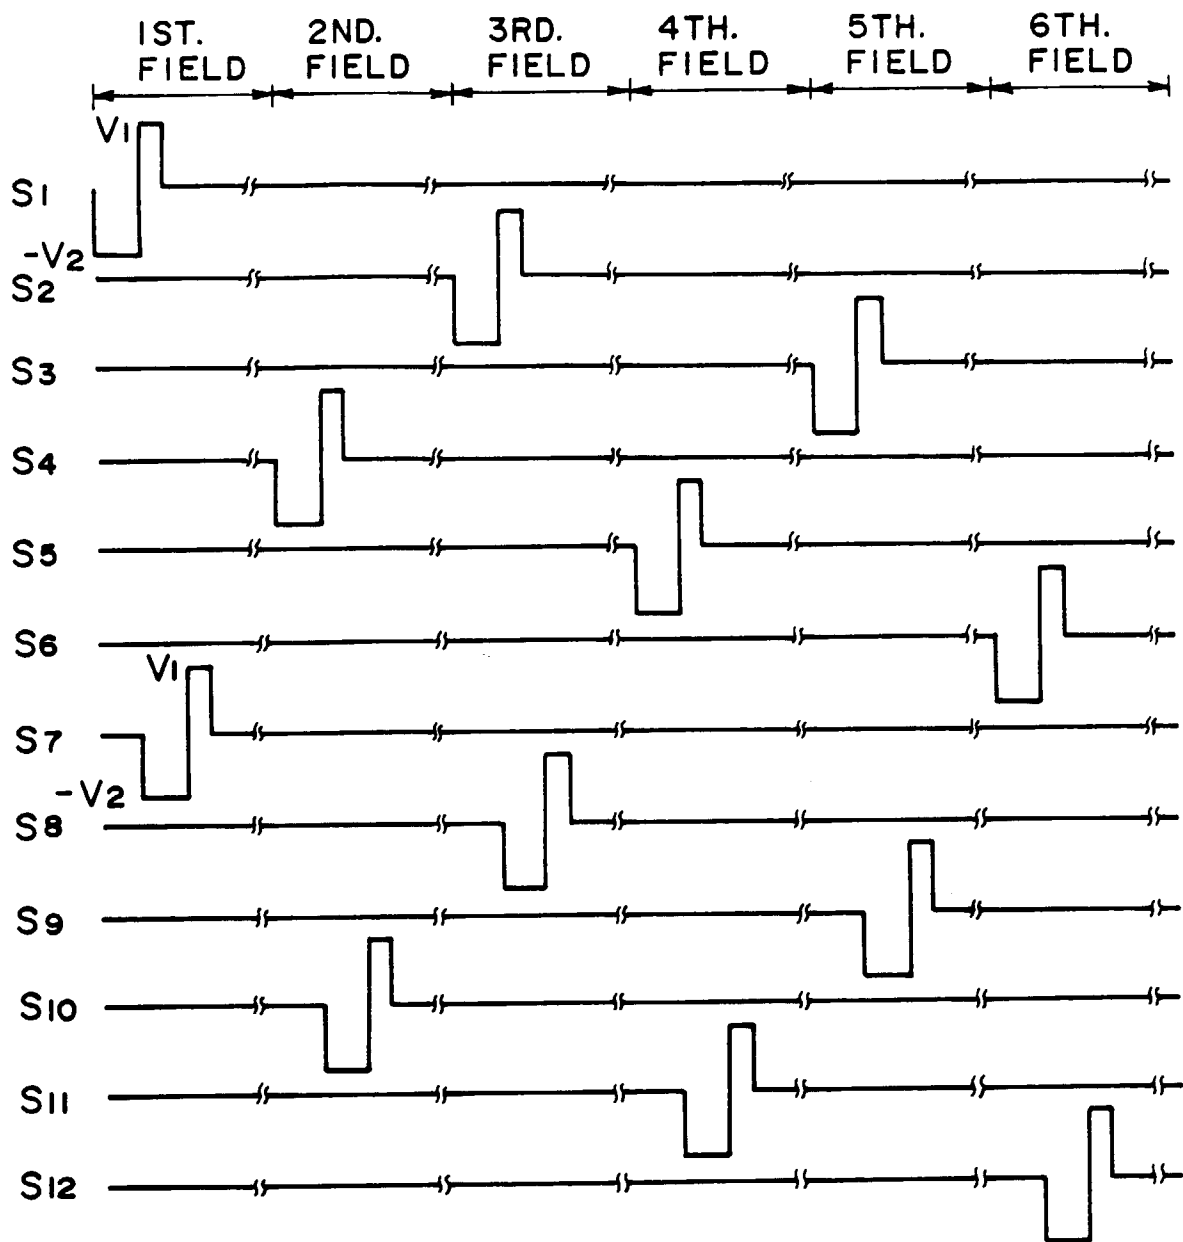 1ST. FIELD
2ND. FIELD
3RD. FIELD
4TH. FIELD
5TH. FIELD
6TH. FIELD
V1
S1
-V2
S2
S3
S4
S5
S6
V1
S7
-V2
S8
S9
S10
S11
S12